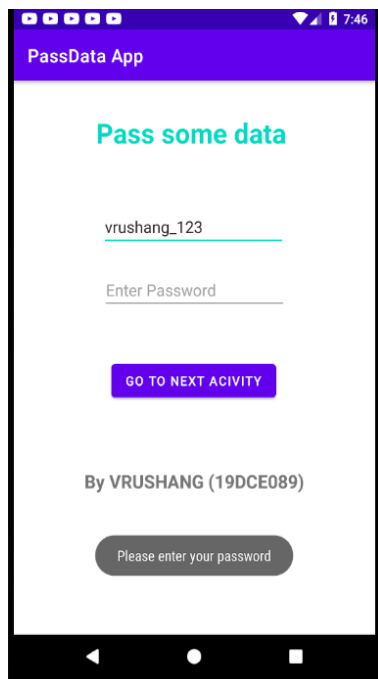 7:46
PassData App
Pass some data
vrushang_123
Enter Password
GO TO NEXT ACIVITY
By VRUSHANG (19DCE089)
Please enter your password